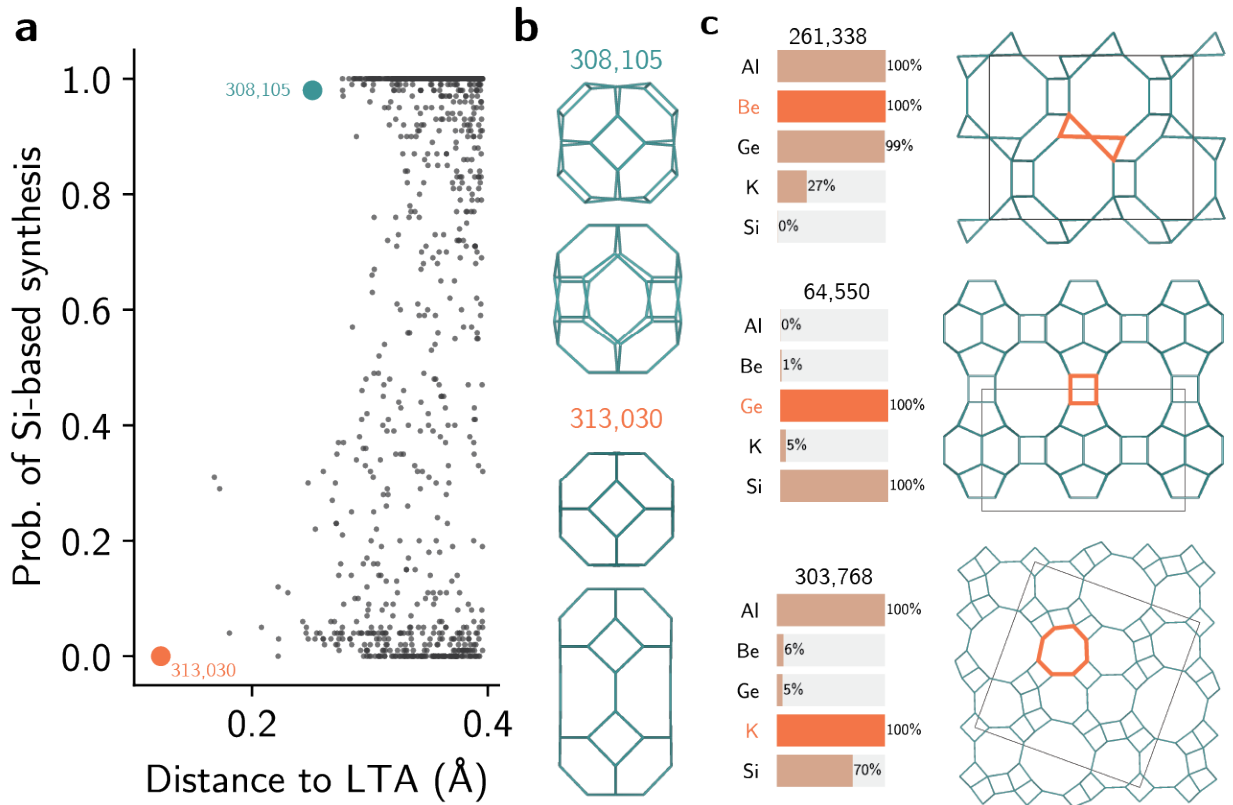 a
Prob. of Si-based synthesis
1.0
0.8
0.6
0.4
0.2
0.0
308,105
313,030
0.2
0.4
Distance to LTA (Å)
b
308,105
313,030
c
261,338
Al 100%
Be 100%
Ge 99%
K 27%
Si 0%
64,550
Al 0%
Be 1%
Ge 100%
K 5%
Si 100%
303,768
Al 100%
Be 6%
Ge 5%
K 100%
Si 70%